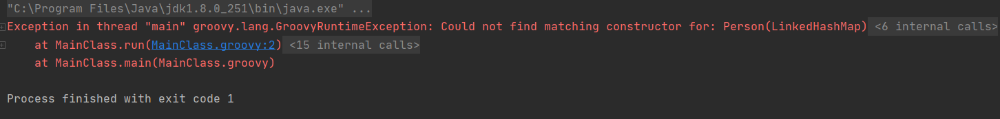 "C:\Program Files\Java\jdk1.8.0_251\bin\java.exe" ...
Exception in thread "main" groovy.lang.GroovyRuntimeException: Could not find matching constructor for: Person(LinkedHashMap) <6 internal calls>
at MainClass.run(MainClass.groovy:2) <15 internal calls>
at MainClass.main(MainClass.groovy)
Process finished with exit code 1